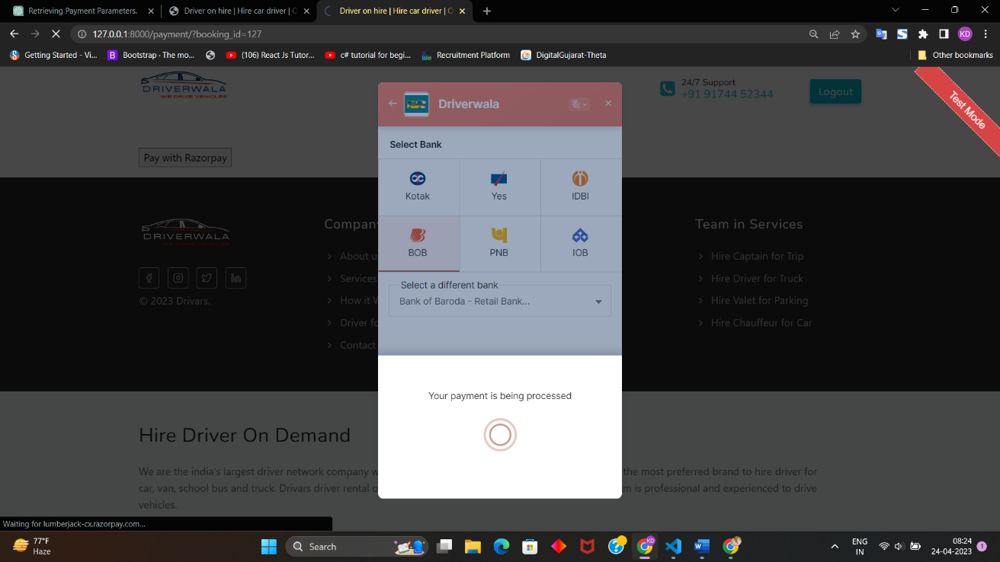 Retrieving Payment Parameters.
Driver on hire | Hire car driver | C
Driver on hire | Hire car driver | C
127.0.0.1:8000/payment/?booking_id=127
KD
Getting Started - Vi...
Bootstrap · The mo...
(106) React Js Tutor...
c# tutorial for begi...
Recruitment Platform
DigitalGujarat-Theta
Other bookmarks
DRIVERWALA
WE DRIVE VEHICLES
24/7 Support
+91 91744 52344
Logout
Test Mode
Driverwala
Pay with Razorpay
Select Bank
Kotak
Yes
IDBI
BOB
PNB
IOB
Select a different bank
Bank of Baroda - Retail Bank...
Your payment is being processed
DRIVERWALA
WE DRIVE VEHICLES
© 2023 Drivars.
Company
About u
Services
How it W
Driver fo
Contact
Team in Services
Hire Captain for Trip
Hire Driver for Truck
Hire Valet for Parking
Hire Chauffeur for Car
Hire Driver On Demand
We are the india's largest driver network company w the most preferred brand to hire driver for
car, van, school bus and truck. Drivars driver rental o m is professional and experienced to drive
vehicles.
Waiting for lumberjack-cx.razorpay.com...
77°F
Haze
Search
KD
ENG
IN
08:24
24-04-2023
1